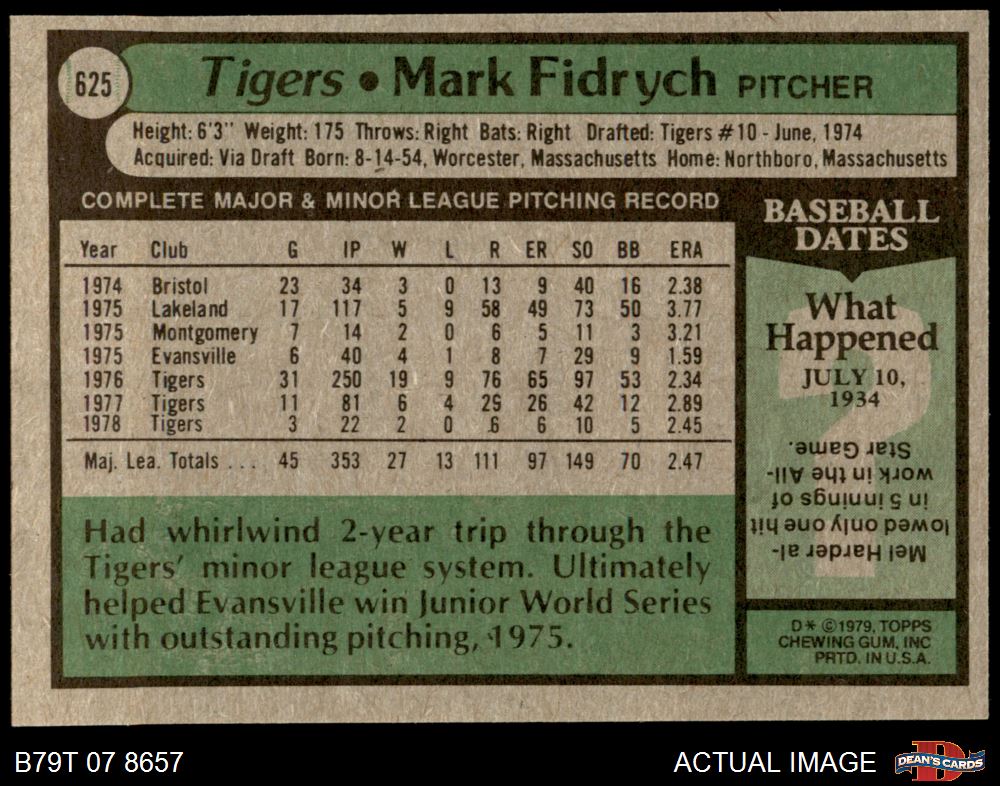 625
Tigers • Mark Fidrych PITCHER
Height: 6'3" Weight: 175 Throws: Right Bats: Right Drafted: Tigers #10 - June, 1974
Acquired: Via Draft Born: 8-14-54, Worcester, Massachusetts Home: Northboro, Massachusetts
COMPLETE MAJOR & MINOR LEAGUE PITCHING RECORD
Year Club G IP W L R ER SO BB ERA
1974 Bristol 23 34 3 0 13 9 40 16 2.38
1975 Lakeland 17 117 5 9 58 49 73 50 3.77
1975 Montgomery 7 14 2 0 6 5 11 3 3.21
1975 Evansville 6 40 4 1 8 7 29 9 1.59
1976 Tigers 31 250 19 9 76 65 97 53 2.34
1977 Tigers 11 81 6 4 29 26 42 12 2.89
1978 Tigers 3 22 2 0 6 6 10 5 2.45
Maj. Lea. Totals ... 45 353 27 13 111 97 149 70 2.47
Had whirlwind 2-year trip through the
Tigers' minor league system. Ultimately
helped Evansville win Junior World Series
with outstanding pitching, 1975.
BASEBALL
DATES
What
Happened
JULY 10,
1934
Mel Harder al-
lowed only one hit
in 5 innings of
work in the All-
Star Game.
D* ©1979, TOPPS
CHEWING GUM, INC
PRTD. IN U.S.A.
B79T 07 8657
ACTUAL IMAGE
D
DEAN'S CARDS